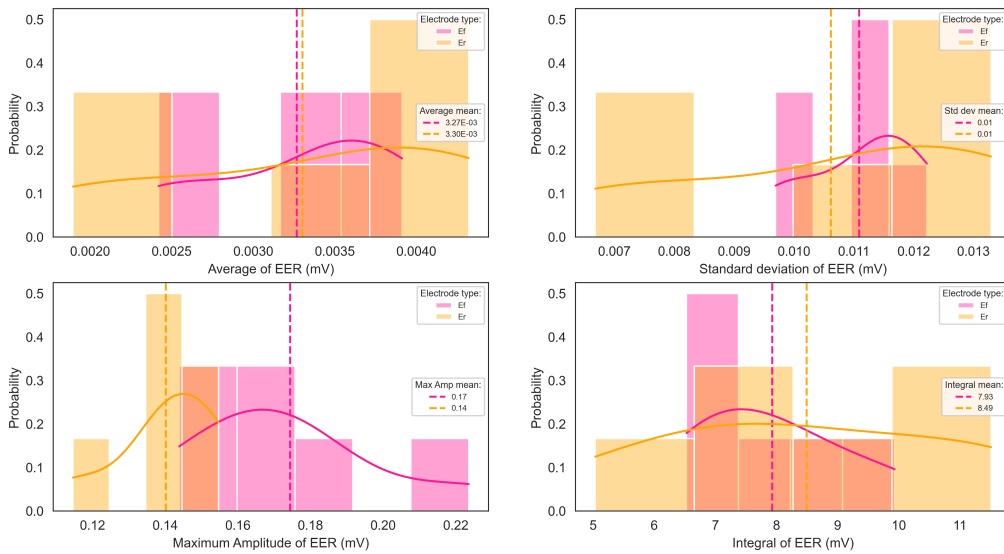 0.5
0.4
0.3
0.2
0.1
0.0
Probability
Electrode type:
Ef
Er
Average mean:
3.27E-03
3.30E-03
0.0020 0.0025 0.0030 0.0035 0.0040
Average of EER (mV)
0.5
0.4
0.3
0.2
0.1
0.0
Probability
Electrode type:
Ef
Er
Std dev mean:
0.01
0.01
0.007 0.008 0.009 0.010 0.011 0.012 0.013
Standard deviation of EER (mV)
0.5
0.4
0.3
0.2
0.1
0.0
Probability
Electrode type:
Ef
Er
Max Amp mean:
0.17
0.14
0.12 0.14 0.16 0.18 0.20 0.22
Maximum Amplitude of EER (mV)
0.5
0.4
0.3
0.2
0.1
0.0
Probability
Electrode type:
Ef
Er
Integral mean:
7.93
8.49
5 6 7 8 9 10 11
Integral of EER (mV)